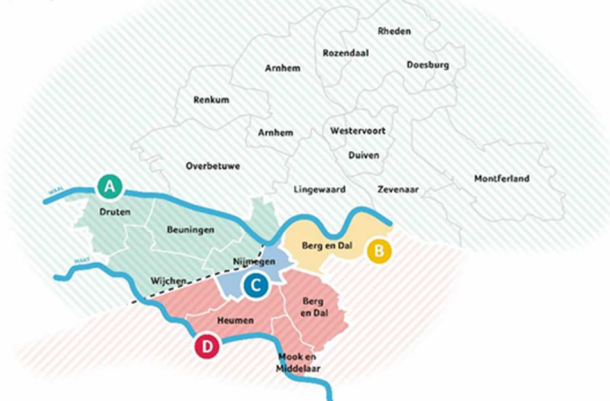 Rheden
Rozendaal
Doesburg
Arnhem
Renkum
Arnhem
Westervoort
Duiven
Overbetuwe
Montferland
Lingewaard
Zevenaar
WAAL
A
Druten
Beuningen
Berg en Dal
B
MAAS
Nijmegen
Wijchen
C
Berg
en Dal
Heumen
D
Mook en
Middelaar